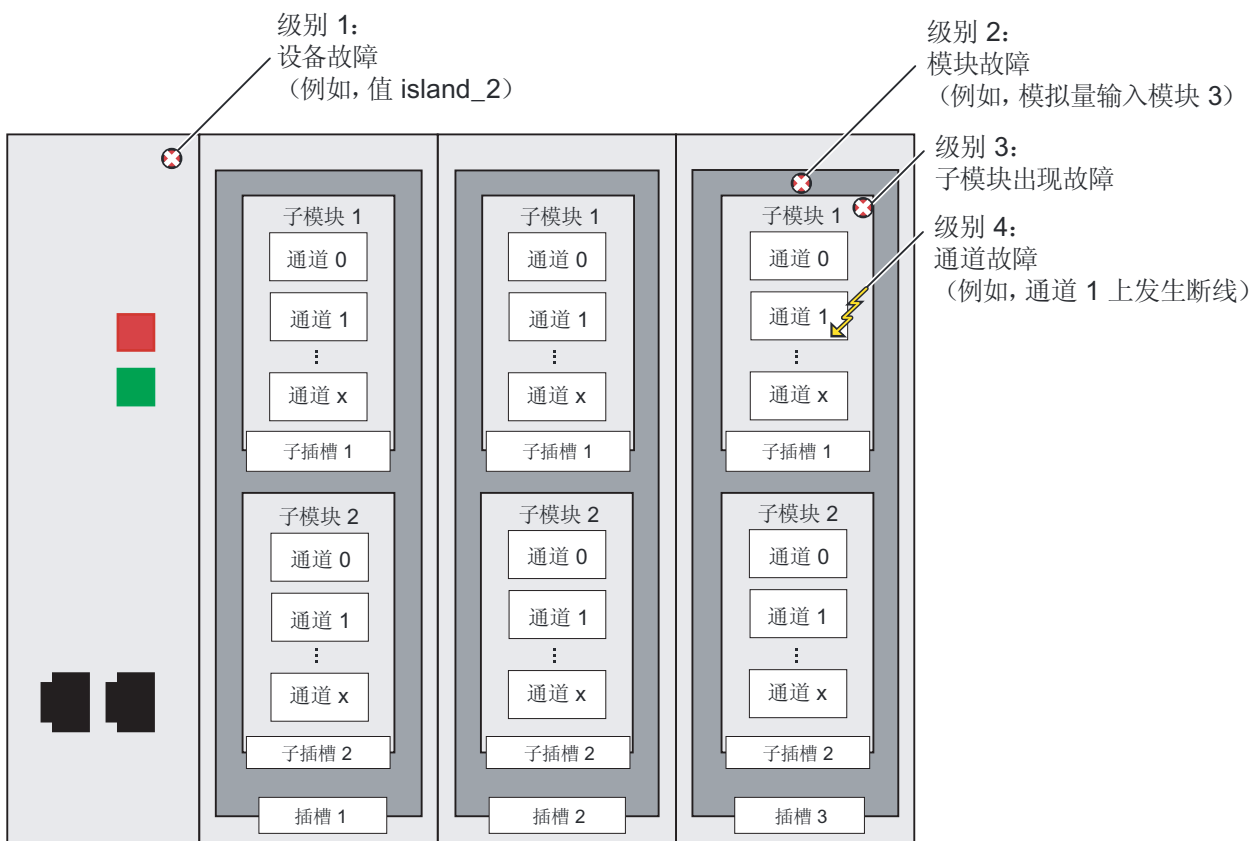 级别 1：
设备故障
（例如，值 island_2）
级别 2：
模块故障
（例如，模拟量输入模块 3）
级别 3：
子模块出现故障
级别 4：
通道故障
（例如，通道 1 上发生断线）
子模块 1
通道 0
通道 1
通道 x
子插槽 1
子模块 2
通道 0
通道 1
通道 x
子插槽 2
插槽 1
子模块 1
通道 0
通道 1
通道 x
子插槽 1
子模块 2
通道 0
通道 1
通道 x
子插槽 2
插槽 2
子模块 1
通道 0
通道 1
通道 x
子插槽 1
子模块 2
通道 0
通道 1
通道 x
子插槽 2
插槽 3